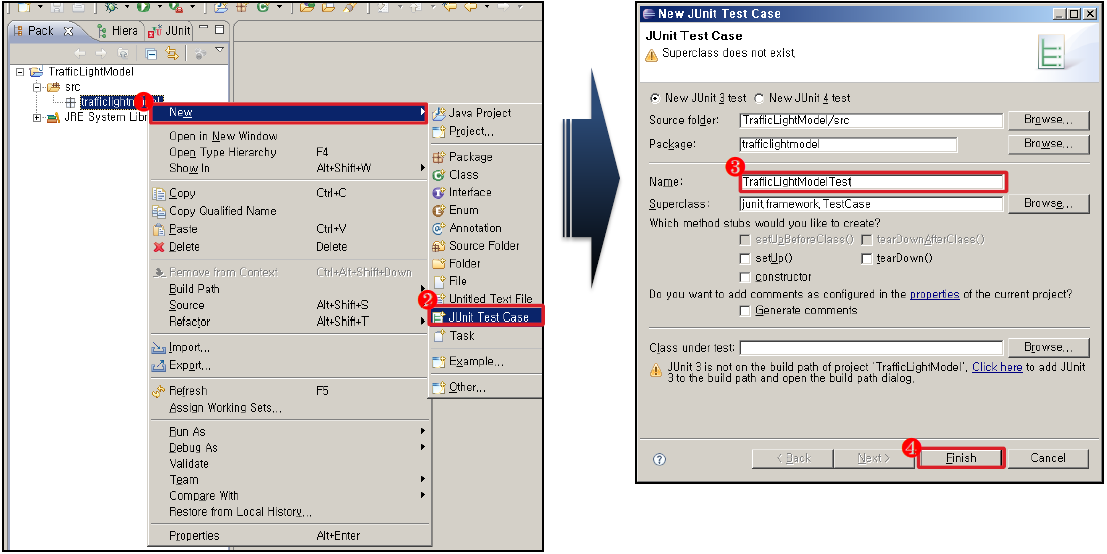 Pack
Hiera
JUnit
TrafficLightModel
src
JRE System Libr
1
New
Open in New Window
Open Type Hierarchy F4
Show In Alt+Shift+W
Copy Ctrl+C
Copy Qualified Name
Paste Ctrl+V
Delete Delete
Remove from Context Ctrl+Alt+Shift+Down
Build Path
Source Alt+Shift+S
Refactor Alt+Shift+T
Import...
Export...
Refresh F5
Assign Working Sets...
Run As
Debug As
Validate
Team
Compare With
Restore from Local History...
Properties Alt+Enter
Java Project
Project...
Package
Class
Interface
Enum
Annotation
Source Folder
Folder
File
2
Untitled Text File
JUnit Test Case
Task
Example...
Other...
New JUnit Test Case
JUnit Test Case
Superclass does not exist.
New JUnit 3 test New JUnit 4 test
Source folder: TrafficLightModel/src Browse...
Package: trafficlightmodel Browse...
3
Name: TrafficLightModelTest
Superclass: junit.framework.TestCase Browse...
Which method stubs would you like to create?
setUpBeforeClass() tearDownAfterClass()
setUp() tearDown()
constructor
Do you want to add comments as configured in the properties of the current project?
Generate comments
Class under test: Browse...
JUnit 3 is not on the build path of project 'TrafficLightModel'. Click here to add JUnit
3 to the build path and open the build path dialog.
4
? < Back Next > Finish Cancel